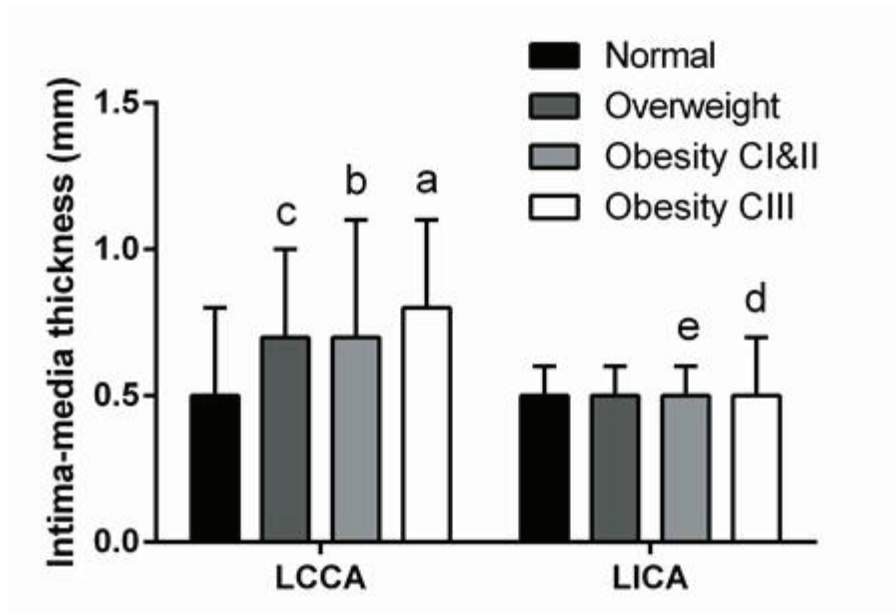 Normal
Overweight
Obesity CI&II
Obesity CIII
Intima-media thickness (mm)
1.5
1.0
0.5
0.0
c
b
a
e
d
LCCA
LICA